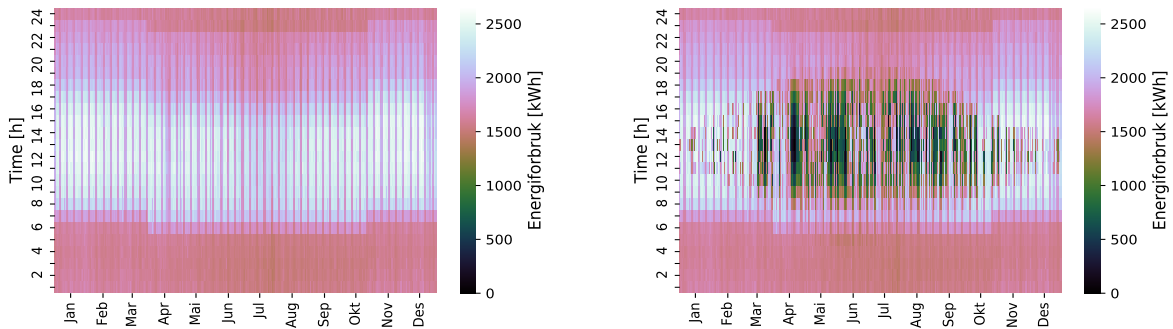 24
22
20
18
16
14
12
10
8
6
4
2
Time [h]
Jan
Feb
Mar
Apr
Mai
Jun
Jul
Aug
Sep
Okt
Nov
Des
2500
2000
1500
1000
500
0
Energiforbruk [kWh]
24
22
20
18
16
14
12
10
8
6
4
2
Time [h]
Jan
Feb
Mar
Apr
Mai
Jun
Jul
Aug
Sep
Okt
Nov
Des
2500
2000
1500
1000
500
0
Energiforbruk [kWh]